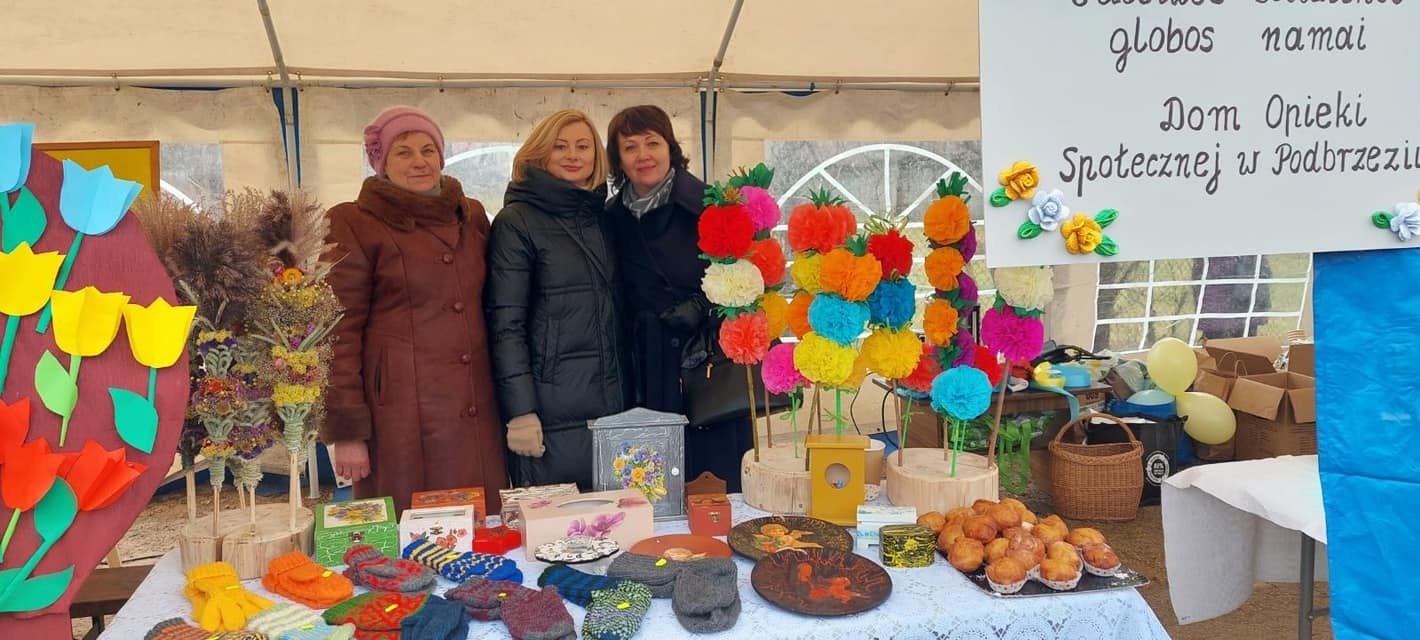 globos namai
Dom Opieki
Społecznej w Podbrzeziu